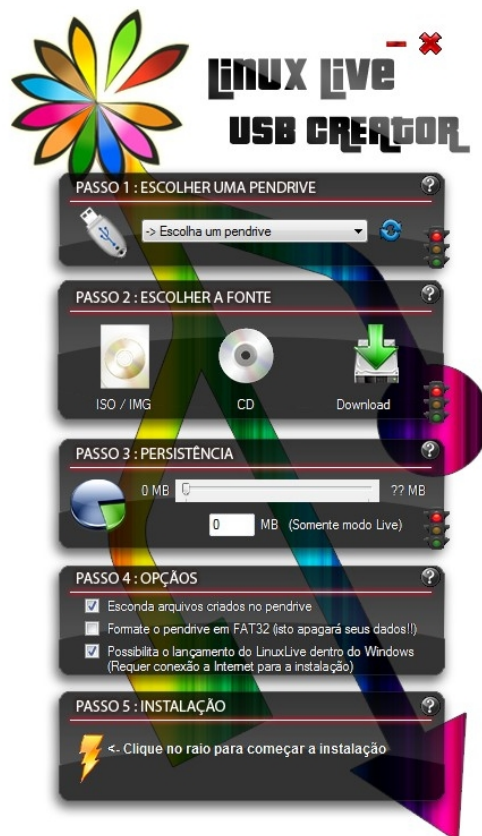 Linux Live
USB CREATOR
PASSO 1 : ESCOLHER UMA PENDRIVE
?
-> Escolha um pendrive
PASSO 2 : ESCOLHER A FONTE
?
ISO / IMG
CD
Download
PASSO 3 : PERSISTÊNCIA
?
0 MB
?? MB
0
MB
(Somente modo Live)
PASSO 4 : OPÇÃOS
?
Esconda arquivos criados no pendrive
Formate o pendrive em FAT32 (isto apagará seus dados!!)
Possibilita o lançamento do LinuxLive dentro do Windows
(Requer conexão a Internet para a instalação)
PASSO 5 : INSTALAÇÃO
?
<- Clique no raio para começar a instalação